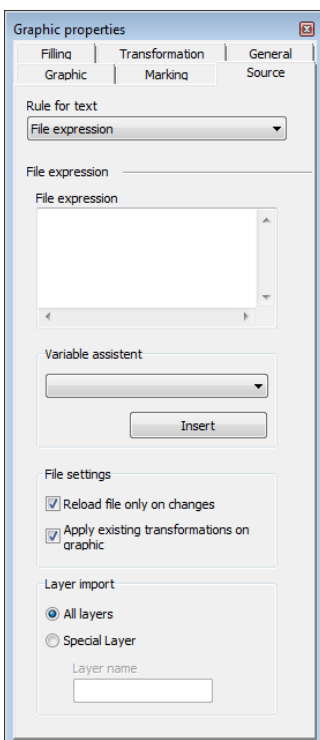 Graphic properties
Filling Transformation General
Graphic Marking Source
Rule for text
File expression
File expression
File expression
Variable assistent
Insert
File settings
Reload file only on changes
Apply existing transformations on
graphic
Layer import
All layers
Special Layer
Layer name